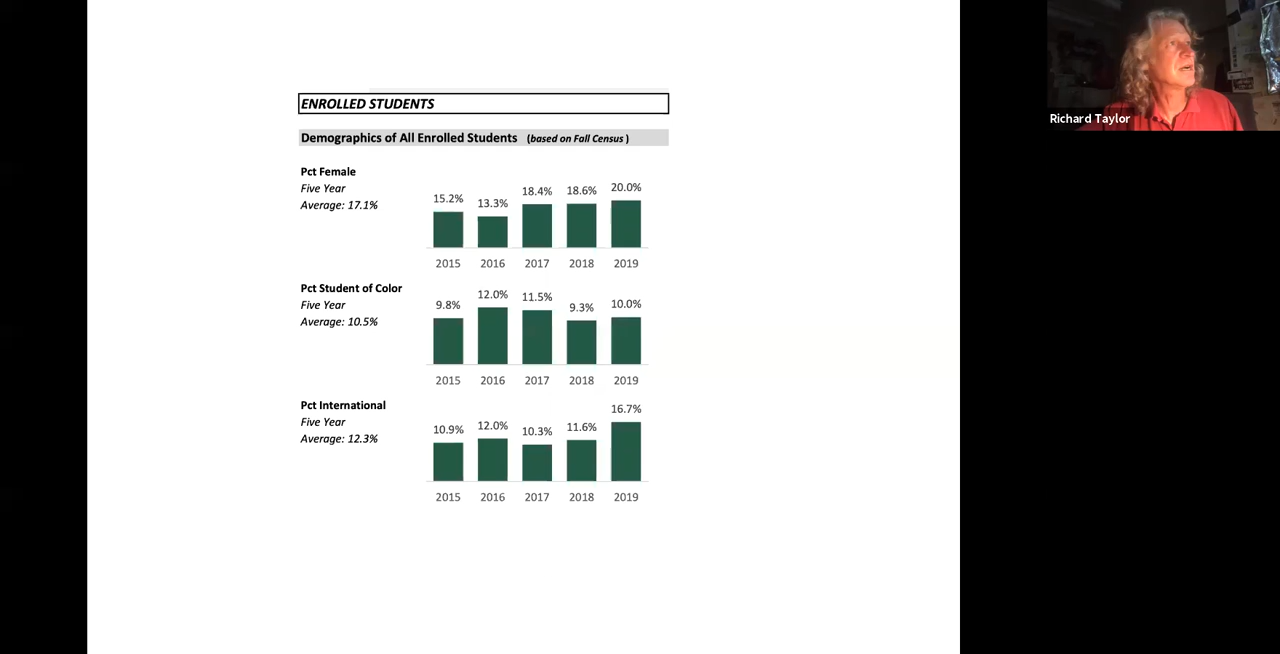 ENROLLED STUDENTS
Demographics of All Enrolled Students (based on Fall Census )
Pct Female
Five Year
Average: 17.1%
15.2% 13.3% 18.4% 18.6% 20.0%
2015 2016 2017 2018 2019
Pct Student of Color
Five Year
Average: 10.5%
9.8% 12.0% 11.5% 9.3% 10.0%
2015 2016 2017 2018 2019
Pct International
Five Year
Average: 12.3%
10.9% 12.0% 10.3% 11.6% 16.7%
2015 2016 2017 2018 2019
Richard Taylor